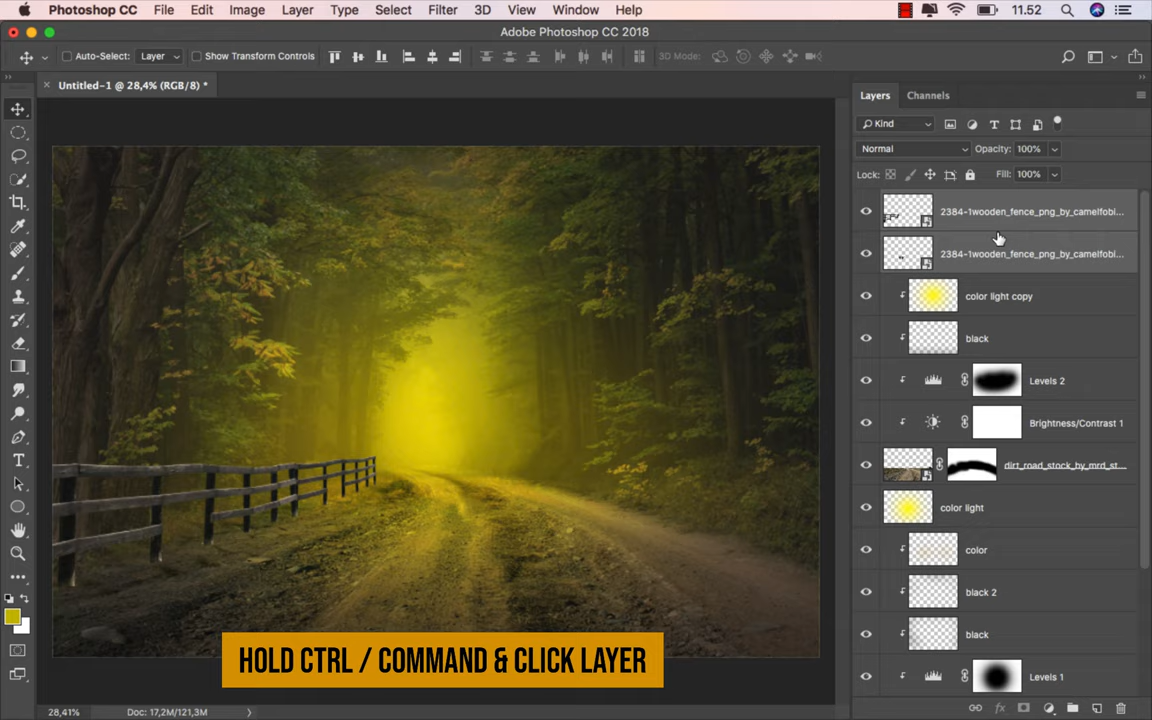 Photoshop CC File Edit Image Layer Type Select Filter 3D View Window Help 11.52
Adobe Photoshop CC 2018
Auto-Select: Layer Show Transform Controls 3D Mode:
Untitled-1 @ 28,4% (RGB/8) *
Layers Channels
Kind
Normal Opacity: 100%
Lock: Fill: 100%
2384-1wooden_fence_png_by_camelfobi...
2384-1wooden_fence_png_by_camelfobi...
color light copy
black
Levels 2
Brightness/Contrast 1
dirt_road_stock_by_mrd_st...
color light
color
black 2
black
Levels 1
HOLD CTRL / COMMAND & CLICK LAYER
28,41% Doc: 17,2M/121,3M